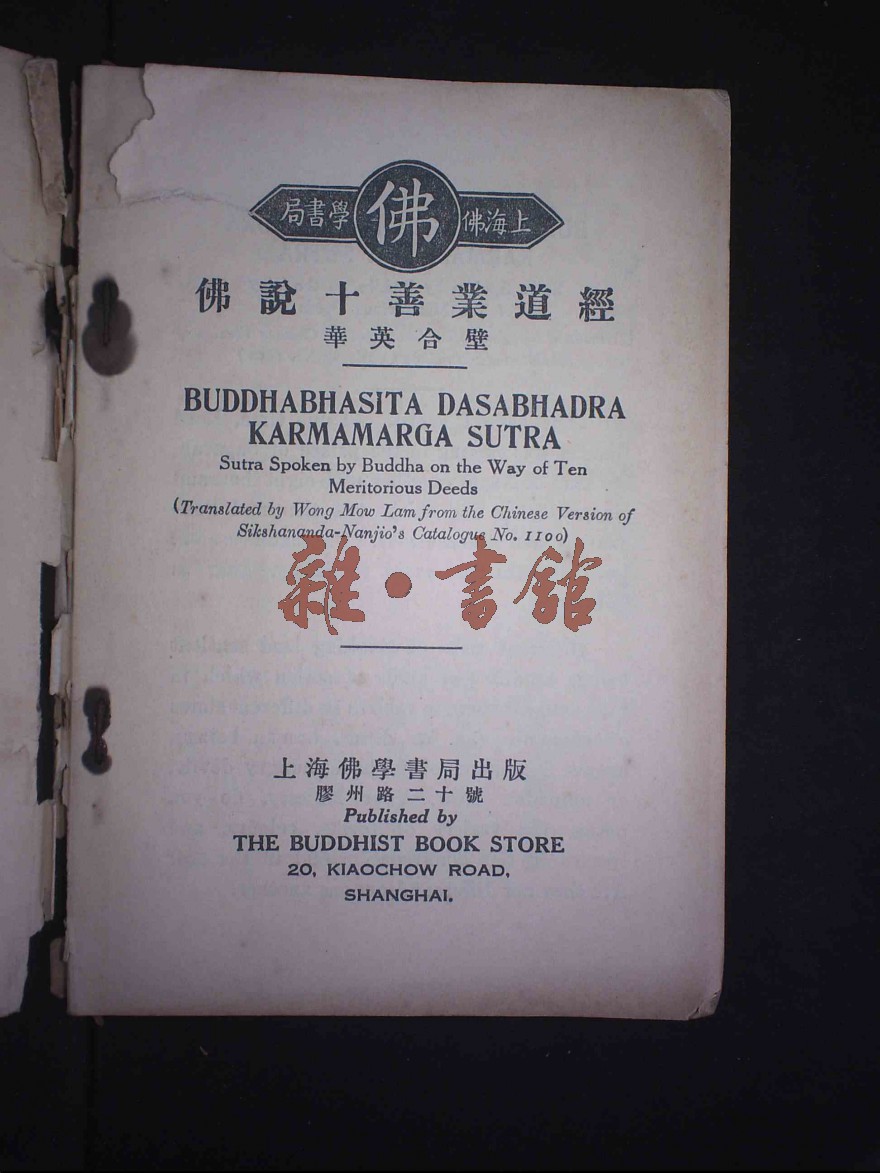 上海佛 佛 學書局
佛說十善業道經
華英合璧
BUDDHABHASITA DASABHADRA
KARMAMARGA SUTRA
Sutra Spoken by Buddha on the Way of Ten
Meritorious Deeds
(Translated by Wong Mow Lam from the Chinese Version of
Sikshananda-Nanjio's Catalogue No. 1100)
雜·書館
上海佛學書局出版
膠州路二十號
Published by
THE BUDDHIST BOOK STORE
20, KIAOCHOW ROAD,
SHANGHAI.